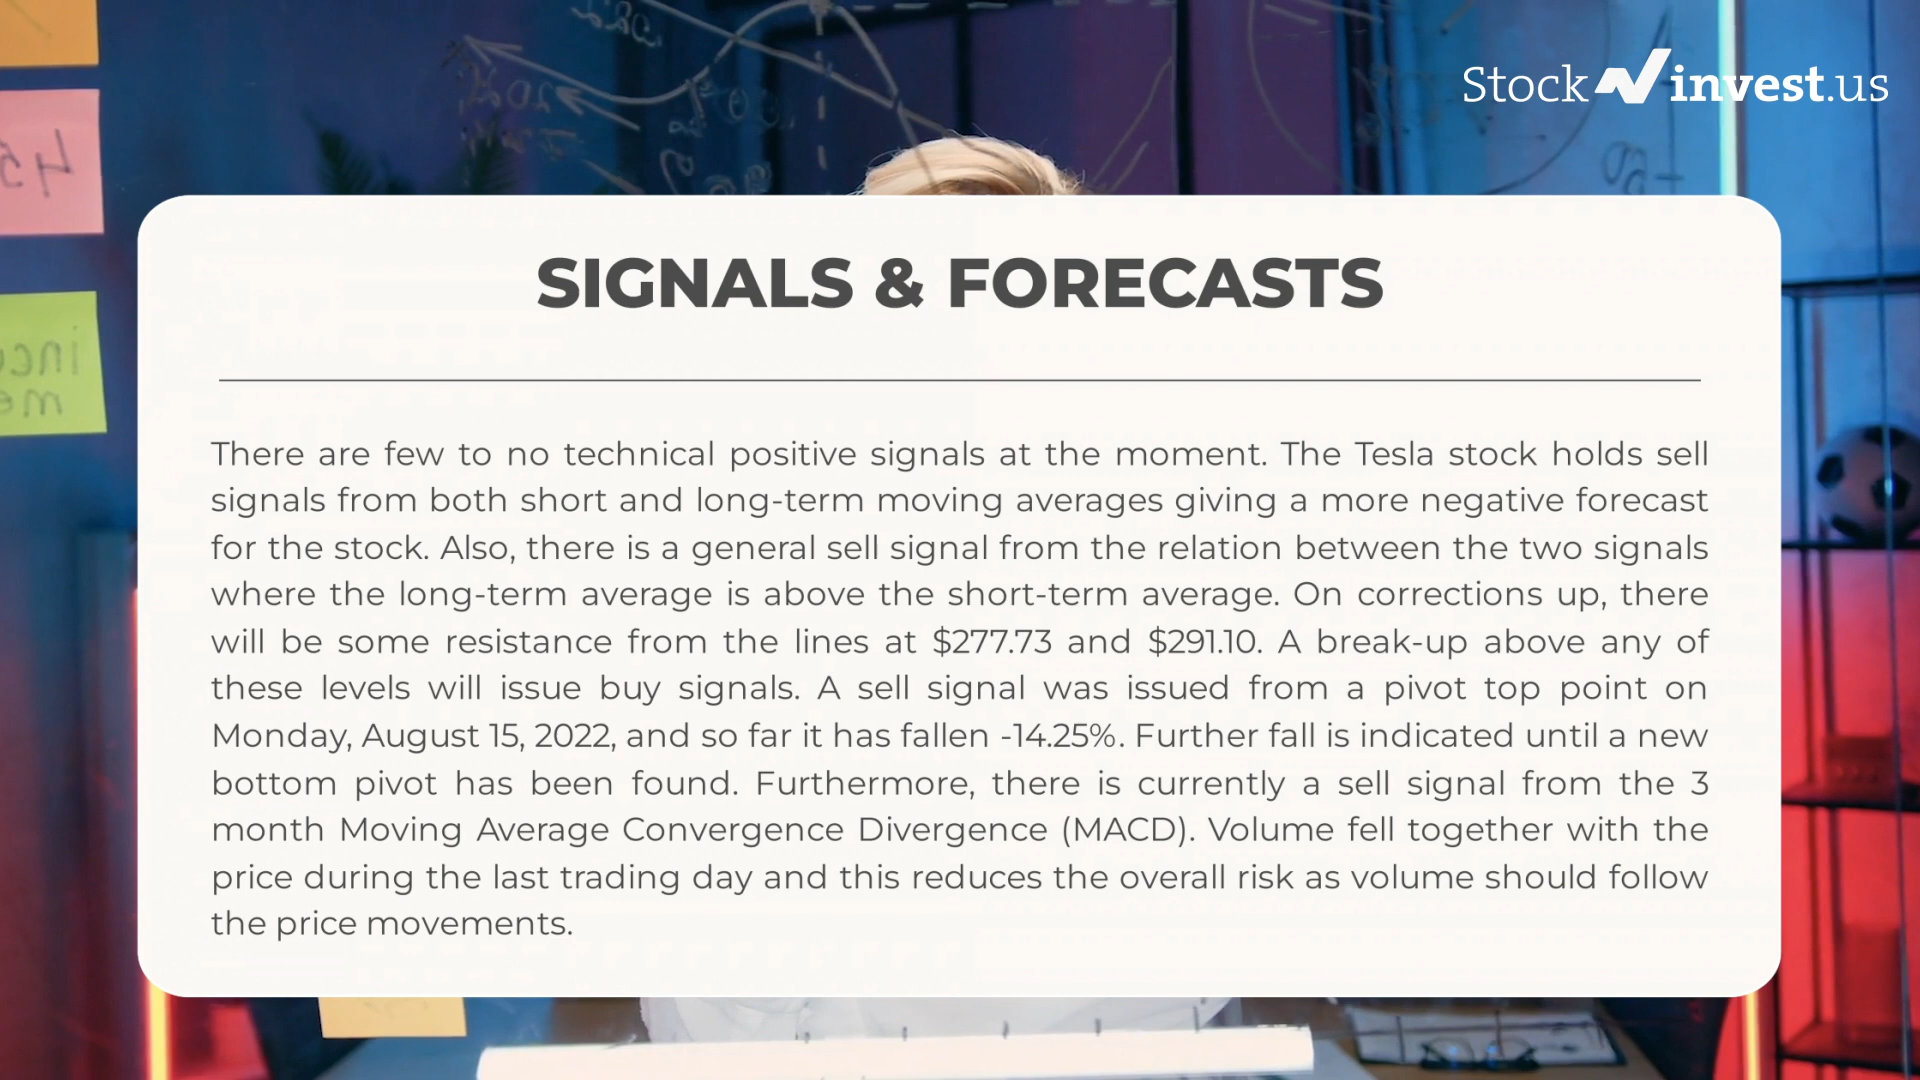 Stock invest.us
SIGNALS & FORECASTS
There are few to no technical positive signals at the moment. The Tesla stock holds sell
signals from both short and long-term moving averages giving a more negative forecast
for the stock. Also, there is a general sell signal from the relation between the two signals
where the long-term average is above the short-term average. On corrections up, there
will be some resistance from the lines at $277.73 and $291.10. A break-up above any of
these levels will issue buy signals. A sell signal was issued from a pivot top point on
Monday, August 15, 2022, and so far it has fallen -14.25%. Further fall is indicated until a new
bottom pivot has been found. Furthermore, there is currently a sell signal from the 3
month Moving Average Convergence Divergence (MACD). Volume fell together with the
price during the last trading day and this reduces the overall risk as volume should follow
the price movements.